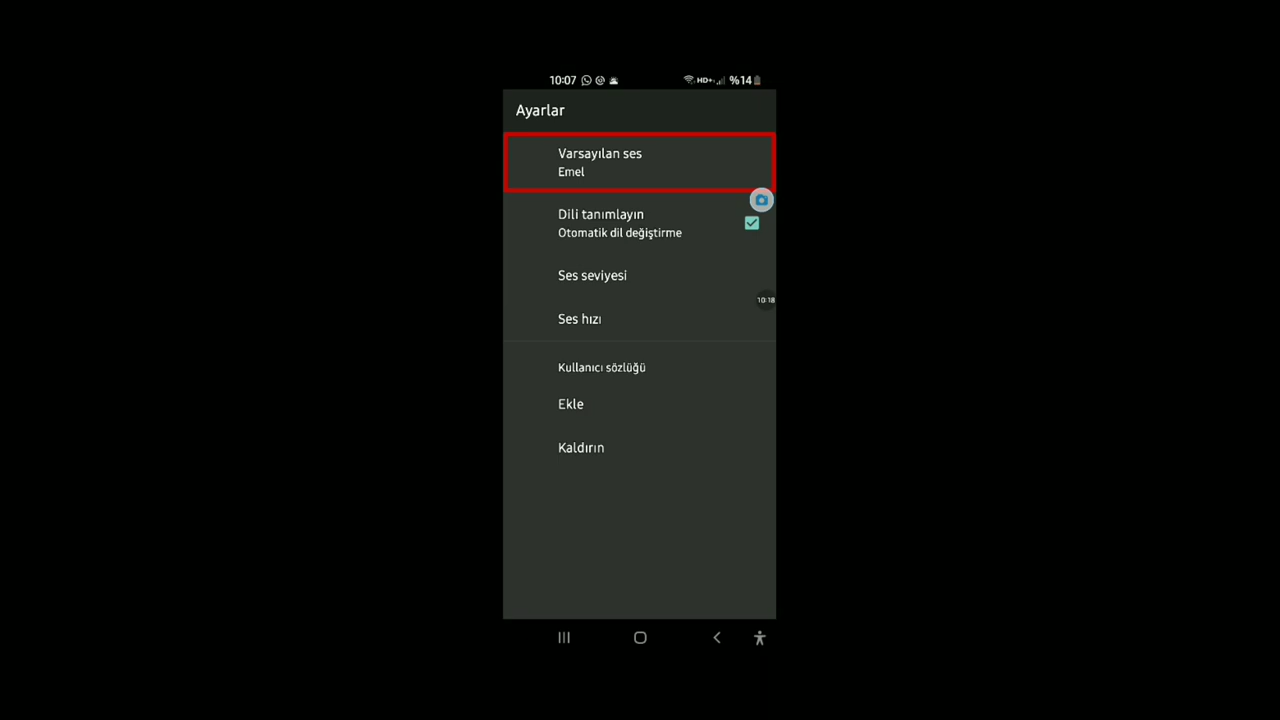 10:07 HD+ %14
Ayarlar
Varsayılan ses
Emel
Dili tanımlayın
Otomatik dil değiştirme
Ses seviyesi
10:18
Ses hızı
Kullanıcı sözlüğü
Ekle
Kaldırın